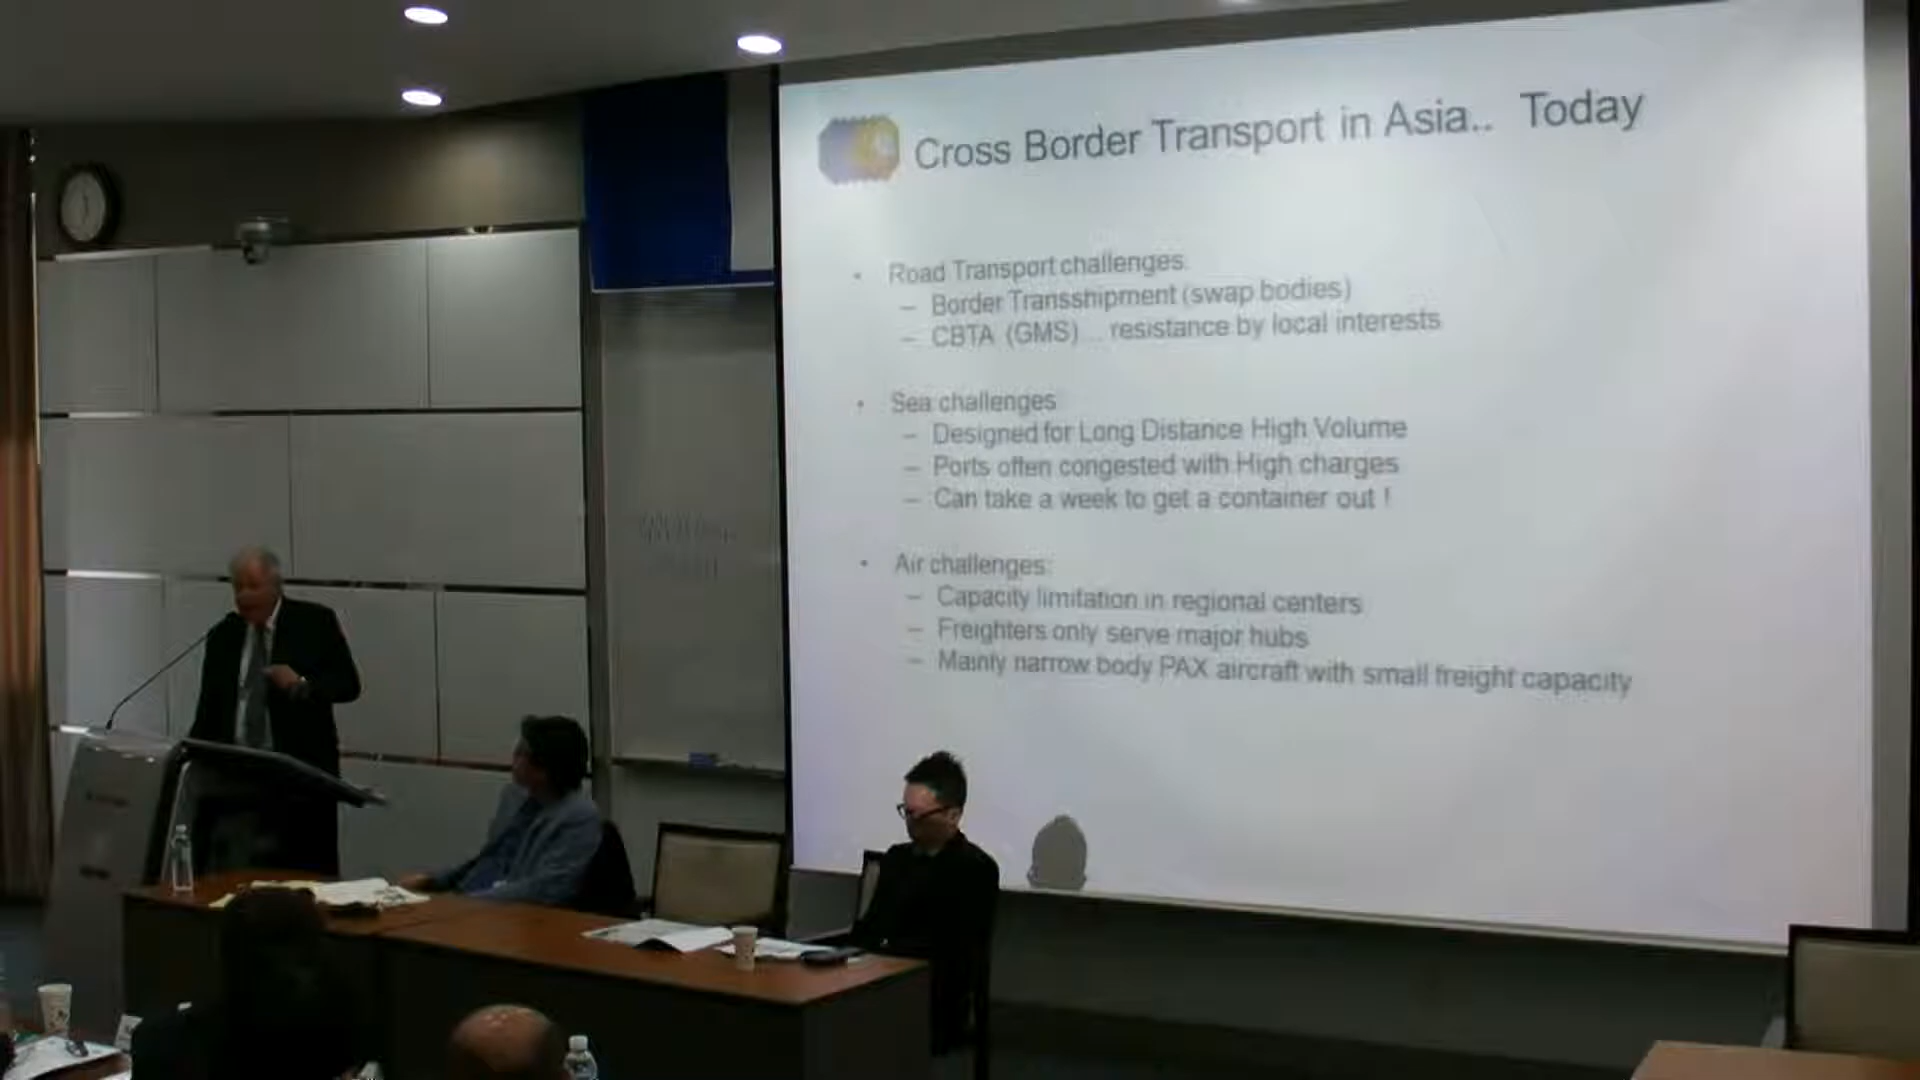 Cross Border Transport in Asia.. Today
• Road Transport challenges:
– Border Transshipment (swap bodies)
– CBTA (GMS)... resistance by local interests
• Sea challenges
– Designed for Long Distance High Volume
– Ports often congested with High charges
– Can take a week to get a container out !
• Air challenges:
– Capacity limitation in regional centers
– Freighters only serve major hubs
– Mainly narrow body PAX aircraft with small freight capacity